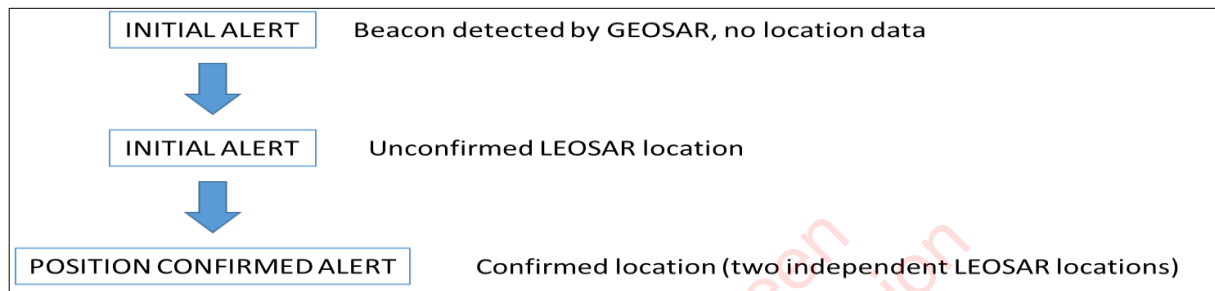 INITIAL ALERT Beacon detected by GEOSAR, no location data
INITIAL ALERT Unconfirmed LEOSAR location
POSITION CONFIRMED ALERT Confirmed location (two independent LEOSAR locations)